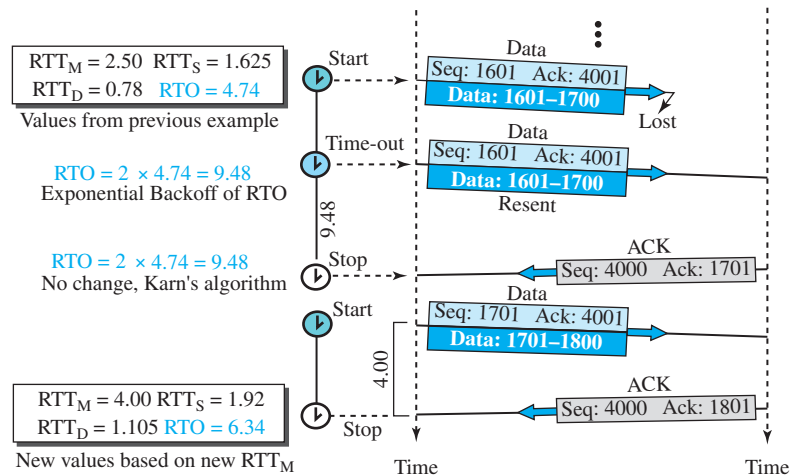 RTT_M = 2.50 RTT_S = 1.625
RTT_D = 0.78 RTO = 4.74
Values from previous example
Start
Data
Seq: 1601 Ack: 4001
Data: 1601–1700
Lost
RTO = 2 × 4.74 = 9.48
Exponential Backoff of RTO
Time-out
Data
Seq: 1601 Ack: 4001
Data: 1601–1700
Resent
9.48
RTO = 2 × 4.74 = 9.48
No change, Karn's algorithm
Stop
ACK
Seq: 4000 Ack: 1701
Start
Data
Seq: 1701 Ack: 4001
Data: 1701–1800
4.00
RTT_M = 4.00 RTT_S = 1.92
RTT_D = 1.105 RTO = 6.34
New values based on new RTT_M
Stop
ACK
Seq: 4000 Ack: 1801
Time
Time